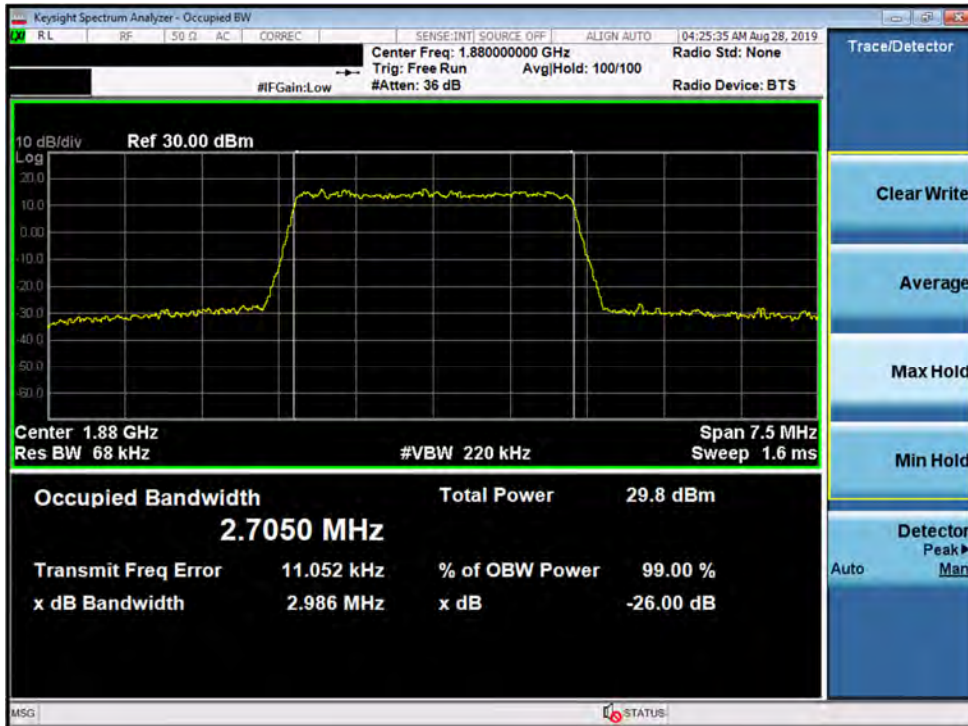 Keysight Spectrum Analyzer - Occupied BW
LXI RL RF 50 Ω AC CORREC SENSE:INT SOURCE OFF ALIGN AUTO 04:25:35 AM Aug 28, 2019
Center Freq: 1.880000000 GHz Radio Std: None
Trig: Free Run Avg|Hold: 100/100
#IFGain:Low #Atten: 36 dB Radio Device: BTS
Trace/Detector
10 dB/div Ref 30.00 dBm
Log
20.0
10.0
0.00
-10.0
-20.0
-30.0
-40.0
-50.0
-60.0
Center 1.88 GHz Span 7.5 MHz
Res BW 68 kHz #VBW 220 kHz Sweep 1.6 ms
Occupied Bandwidth Total Power 29.8 dBm
2.7050 MHz
Transmit Freq Error 11.052 kHz % of OBW Power 99.00 %
x dB Bandwidth 2.986 MHz x dB -26.00 dB
Clear Write
Average
Max Hold
Min Hold
Detector
Peak
Auto Man
MSG STATUS